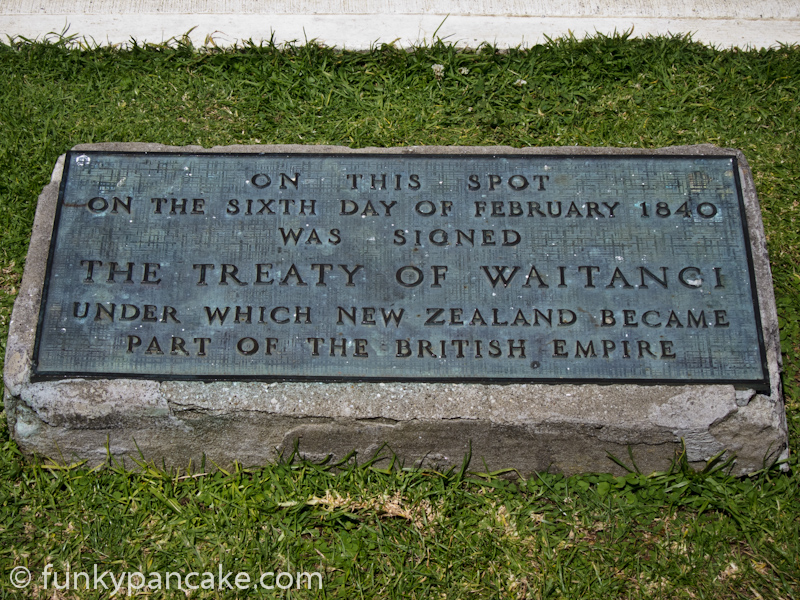 ON THIS SPOT
ON THE SIXTH DAY OF FEBRUARY 1840
WAS SIGNED
THE TREATY OF WAITANGI
UNDER WHICH NEW ZEALAND BECAME
PART OF THE BRITISH EMPIRE
© funkypancake.com